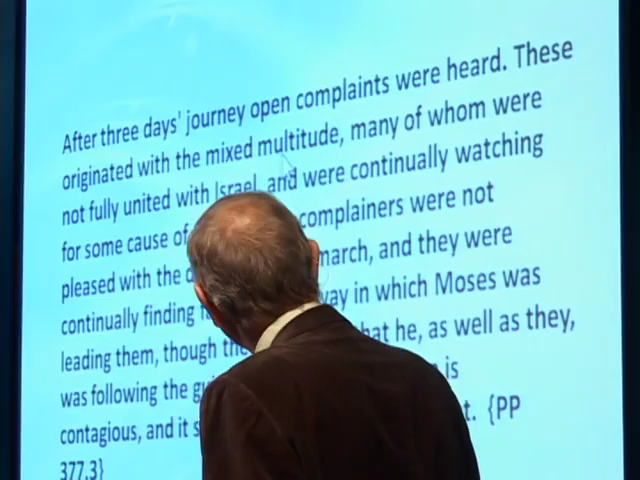 After three days' journey open complaints were heard. These
originated with the mixed multitude, many of whom were
not fully united with Israel, and were continually watching
for some cause of complainers were not
pleased with the march, and they were
continually finding way in which Moses was
leading them, though that he, as well as they,
was following the is
contagious, and it {PP
377.3}